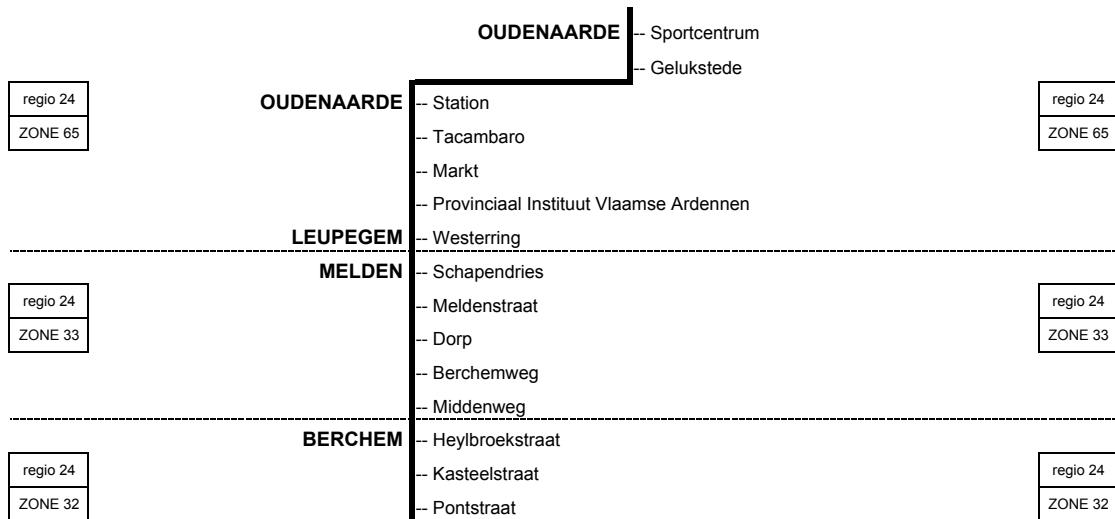 OUDENAARDE -- Sportcentrum
-- Gelukstede
regio 24 OUDENAARDE -- Station regio 24
ZONE 65 -- Tacambaro ZONE 65
-- Markt
-- Provinciaal Instituut Vlaamse Ardennen
LEUPEGEM -- Westerring
MELDEN -- Schapendries
regio 24 -- Meldenstraat regio 24
ZONE 33 -- Dorp ZONE 33
-- Berchemweg
-- Middenweg
BERCHEM -- Heylbroekstraat
regio 24 -- Kasteelstraat regio 24
ZONE 32 -- Pontstraat ZONE 32